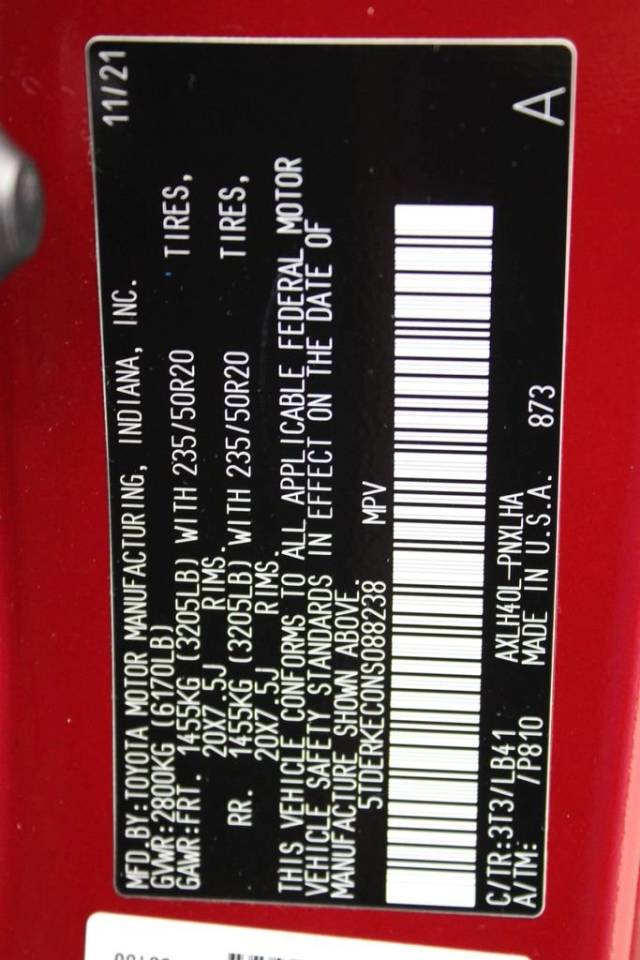 11/21
MFD.BY:TOYOTA MOTOR MANUFACTURING, INDIANA, INC.
GVWR:2800KG (6170LB)
GAWR:FRT. 1455KG (3205LB) WITH 235/50R20 TIRES,
20X7.5J RIMS.
RR. 1455KG (3205LB) WITH 235/50R20 TIRES,
20X7.5J RIMS.
THIS VEHICLE CONFORMS TO ALL APPLICABLE FEDERAL MOTOR
VEHICLE SAFETY STANDARDS IN EFFECT ON THE DATE OF
MANUFACTURE SHOWN ABOVE.
5TDERKEC0NS088238 MPV
C/TR:3T3/LB41 AXLH40L-PNXLHA
A/TM: /P810 MADE IN U.S.A. 873
A